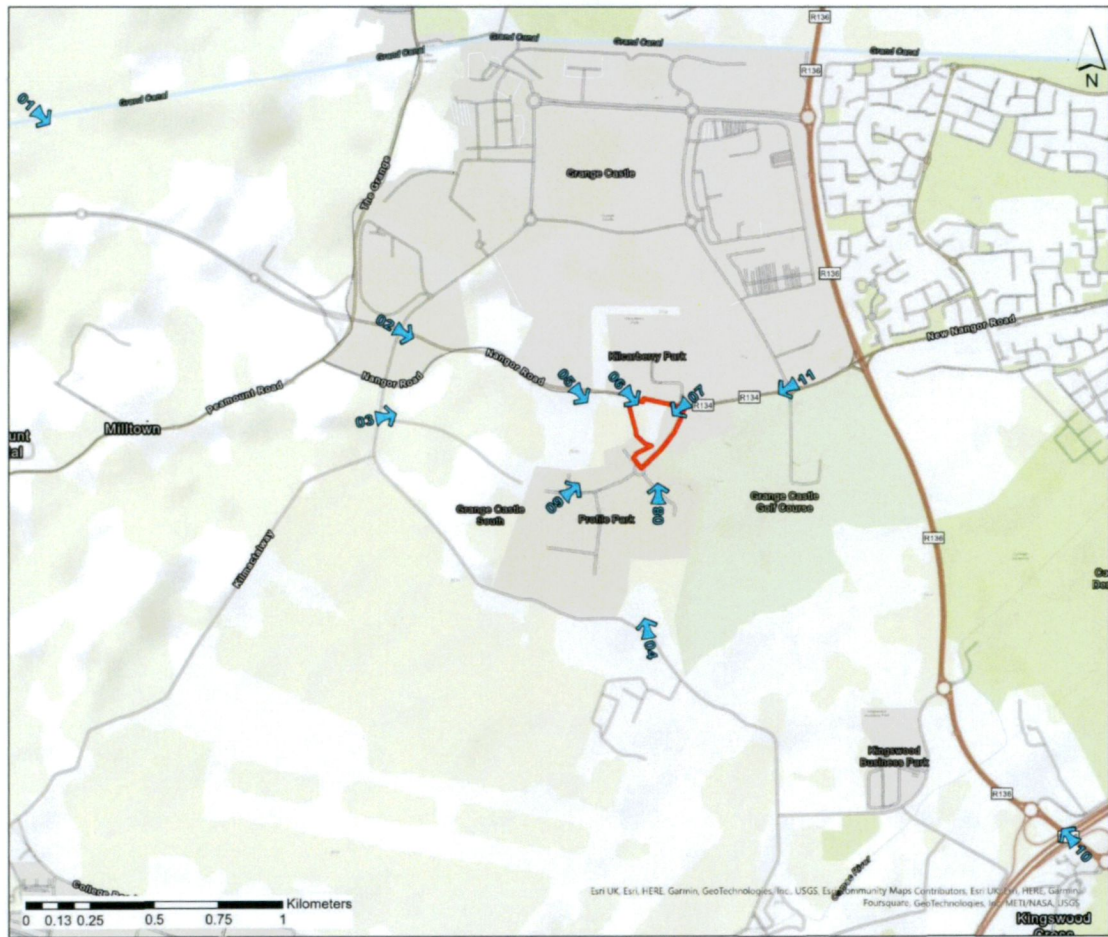 R136
Grand Canal
Grand Canal
Grand Canal
Grand Canal
R136
N
01
The Grange
Grange Castle
R136
02
Nangor Road
Nangor Road
Kilcarberry Park
New Nangor Road
Peamount Road
05
06
07
11
R134
R134
03
Milltown
09
08
Grange Castle
South
Profile Park
Grange Castle
Golf Course
R136
Kilmactalway
04
Kingswood
Business Park
R136
10
College
Esri UK, Esri, HERE, Garmin, GeoTechnologies, Inc., USGS, Esri Community Maps Contributors, Esri UK, Esri, HERE, Garmin,
Foursquare, GeoTechnologies, Inc, METI/NASA, USGS
Kilometers
0 0.13 0.25 0.5 0.75 1
Kingswood